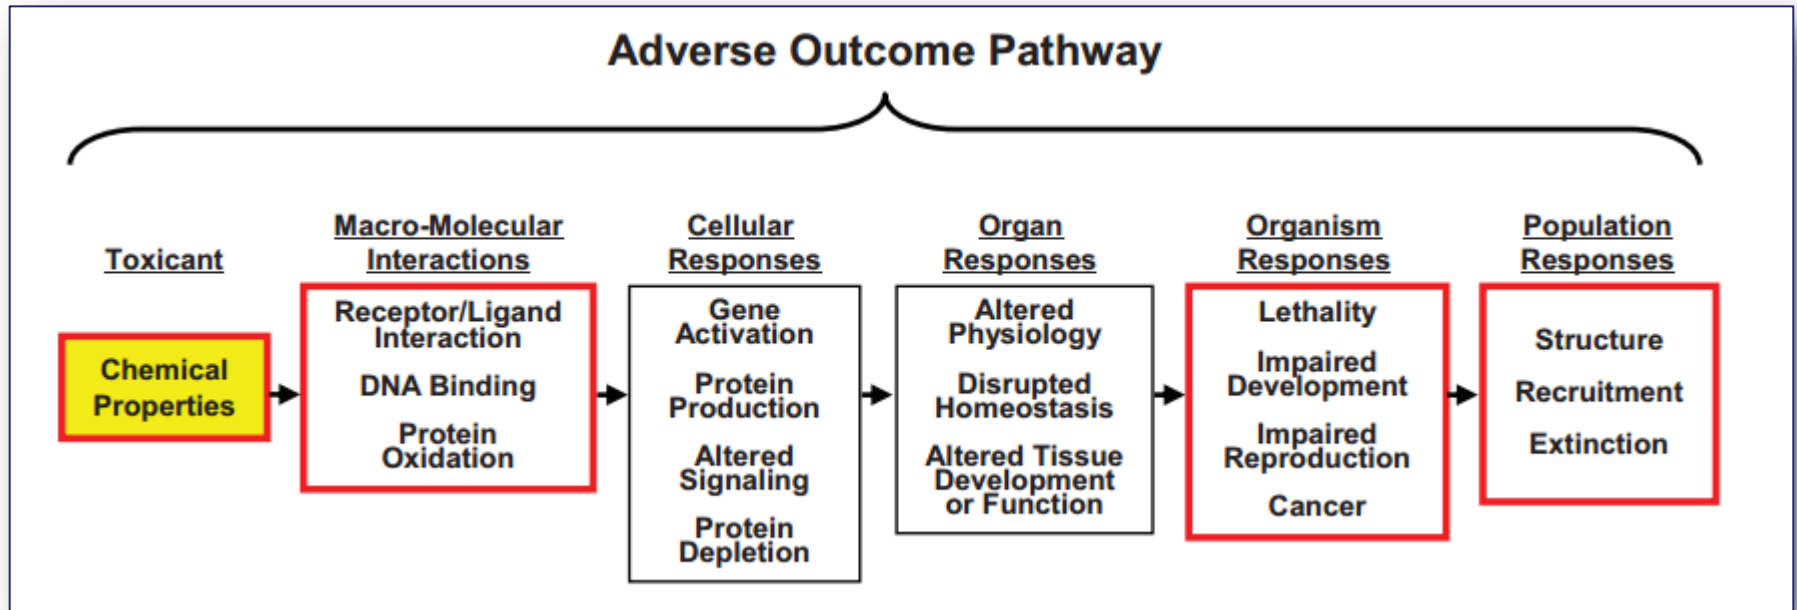 Adverse Outcome Pathway
Toxicant
Chemical
Properties
Macro-Molecular
Interactions
Receptor/Ligand
Interaction
DNA Binding
Protein
Oxidation
Cellular
Responses
Gene
Activation
Protein
Production
Altered
Signaling
Protein
Depletion
Organ
Responses
Altered
Physiology
Disrupted
Homeostasis
Altered Tissue
Development
or Function
Organism
Responses
Lethality
Impaired
Development
Impaired
Reproduction
Cancer
Population
Responses
Structure
Recruitment
Extinction